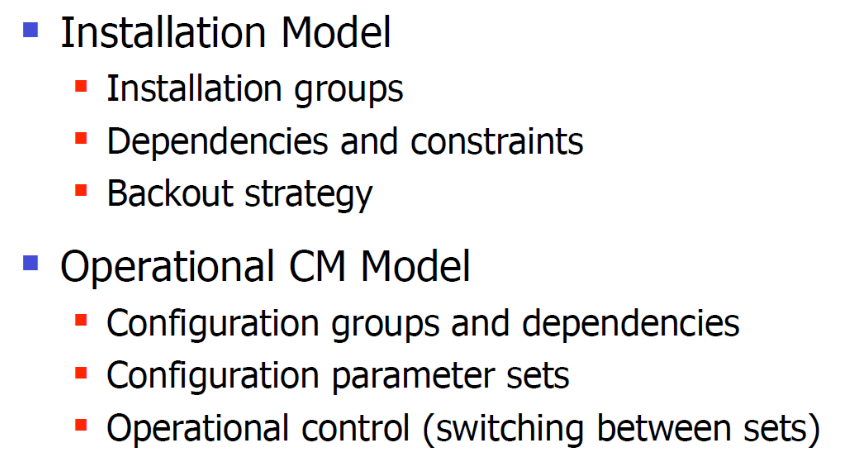 Installation Model
Installation groups
Dependencies and constraints
Backout strategy
Operational CM Model
Configuration groups and dependencies
Configuration parameter sets
Operational control (switching between sets)